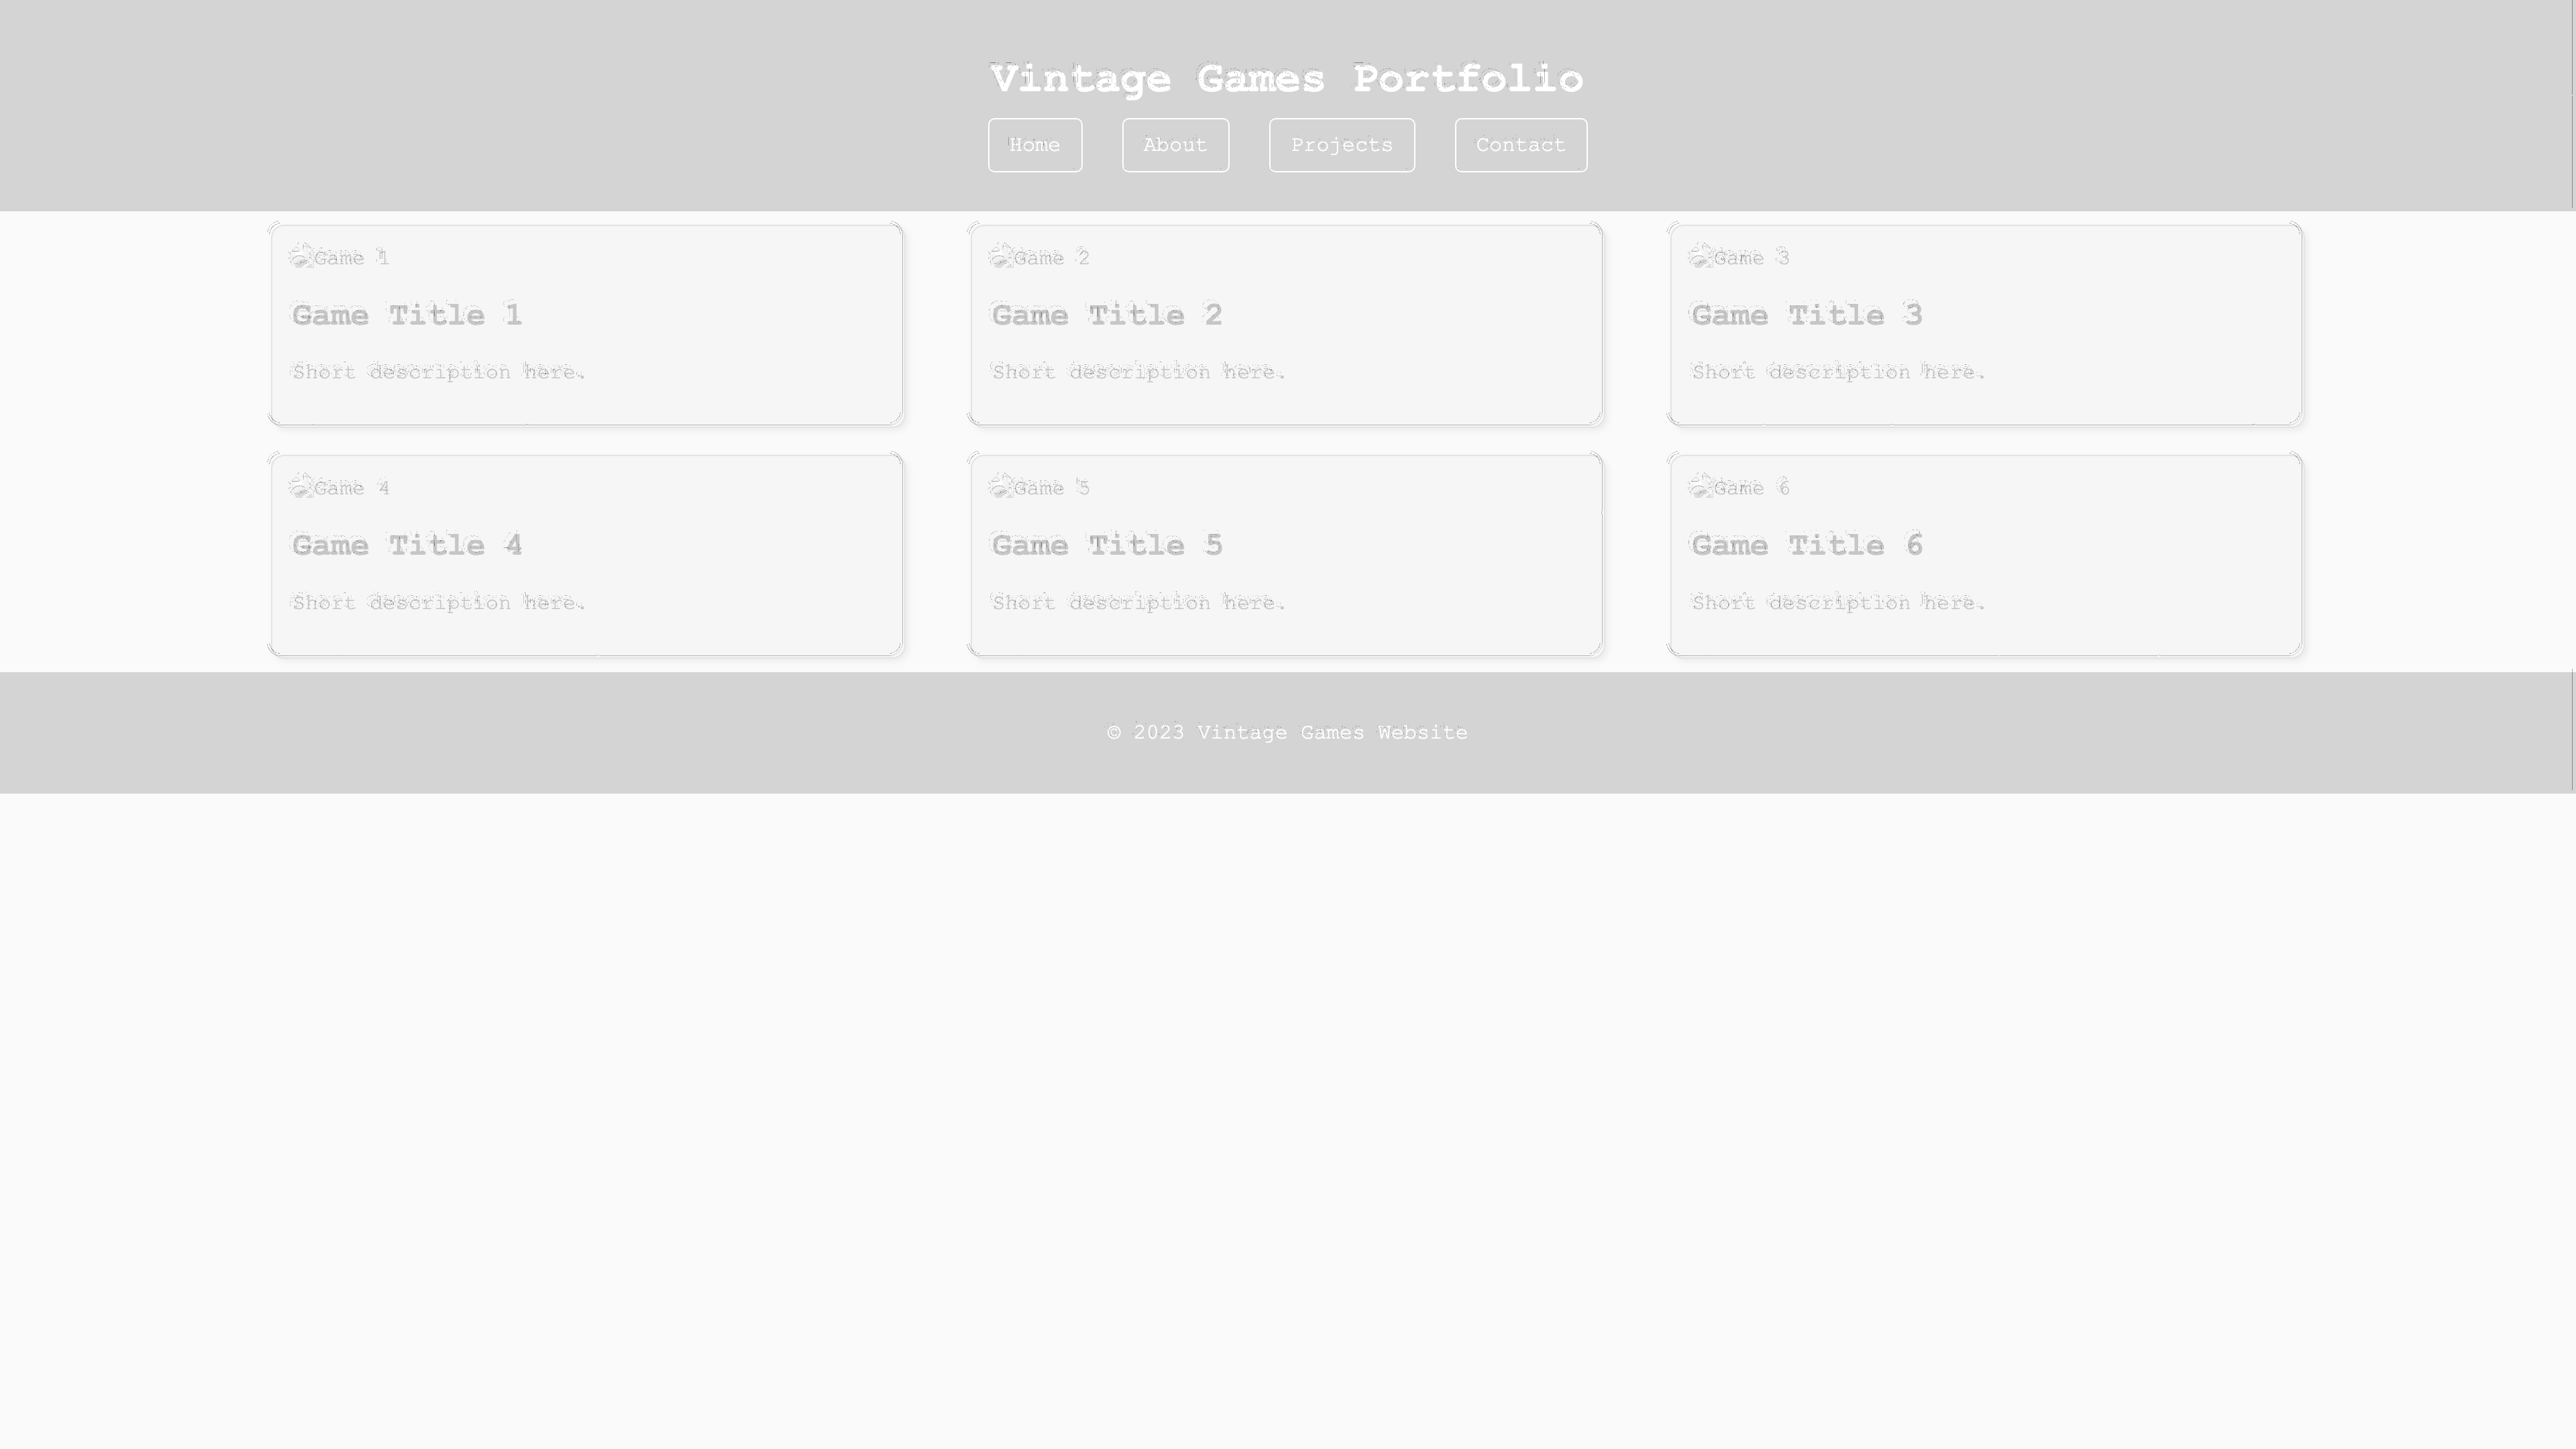 Vintage Games Portfolio
Home About Projects Contact
Game 1
Game Title 1
Short description here.
Game 2
Game Title 2
Short description here.
Game 3
Game Title 3
Short description here.
Game 4
Game Title 4
Short description here.
Game 5
Game Title 5
Short description here.
Game 6
Game Title 6
Short description here.
© 2023 Vintage Games Website